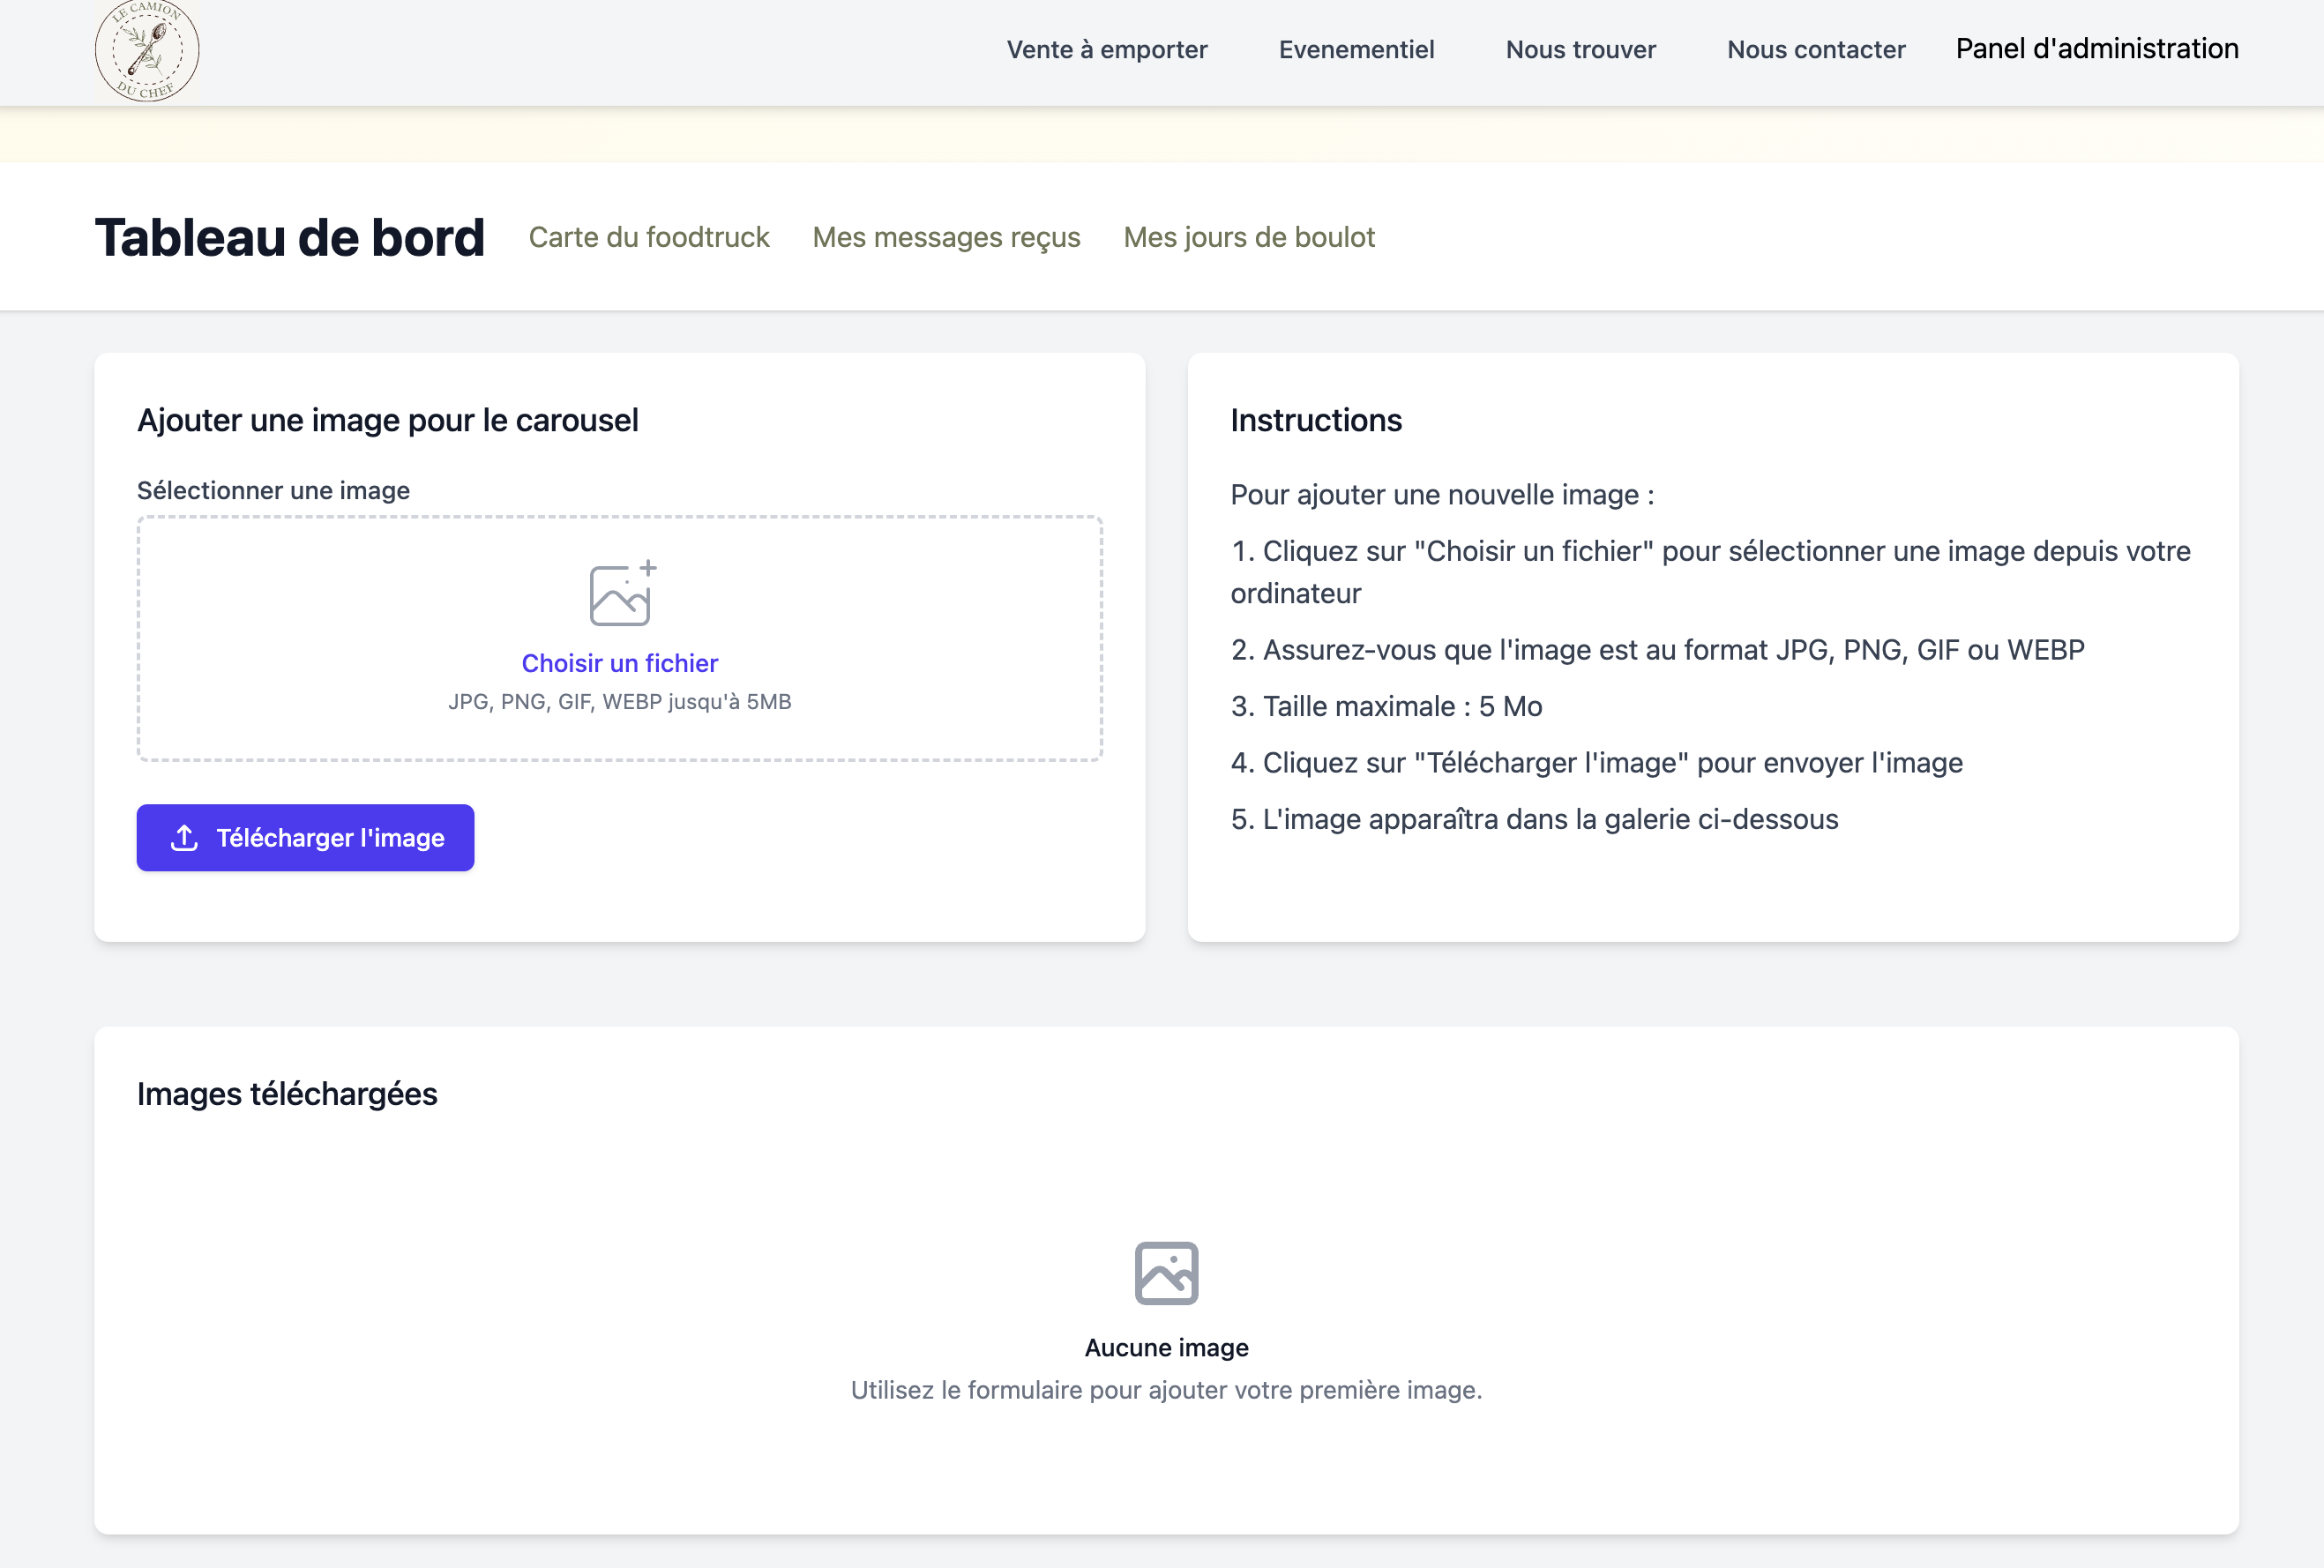 LE CAMION
DU CHEF
Vente à emporter
Evenementiel
Nous trouver
Nous contacter
Panel d'administration
Tableau de bord
Carte du foodtruck
Mes messages reçus
Mes jours de boulot
Ajouter une image pour le carousel
Sélectionner une image
Choisir un fichier
JPG, PNG, GIF, WEBP jusqu'à 5MB
Télécharger l'image
Instructions
Pour ajouter une nouvelle image :
1. Cliquez sur "Choisir un fichier" pour sélectionner une image depuis votre
ordinateur
2. Assurez-vous que l'image est au format JPG, PNG, GIF ou WEBP
3. Taille maximale : 5 Mo
4. Cliquez sur "Télécharger l'image" pour envoyer l'image
5. L'image apparaîtra dans la galerie ci-dessous
Images téléchargées
Aucune image
Utilisez le formulaire pour ajouter votre première image.